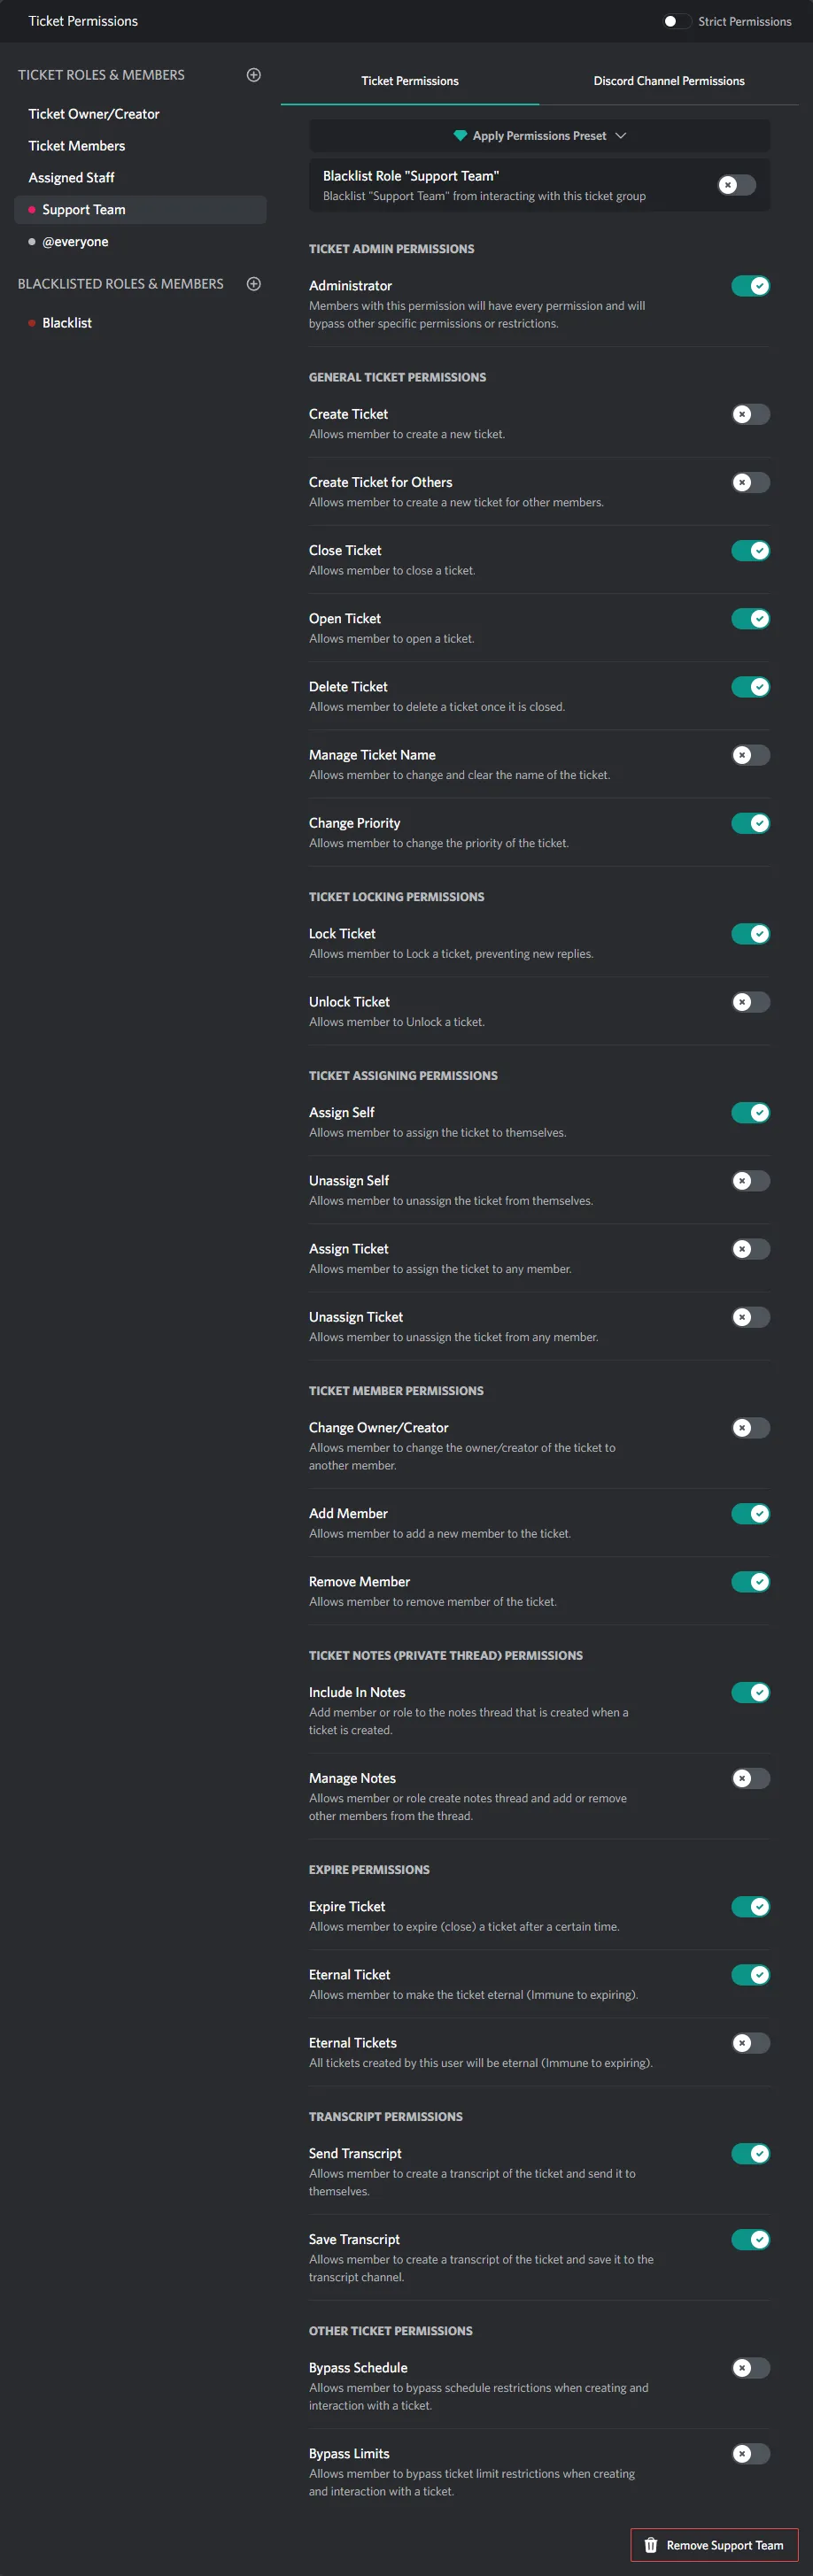 Ticket Permissions
Strict Permissions
TICKET ROLES & MEMBERS
Ticket Owner/Creator
Ticket Members
Assigned Staff
Support Team
@everyone
BLACKLISTED ROLES & MEMBERS
Blacklist
Ticket Permissions
Discord Channel Permissions
Apply Permissions Preset
Blacklist Role "Support Team"
Blacklist "Support Team" from interacting with this ticket group
TICKET ADMIN PERMISSIONS
Administrator
Members with this permission will have every permission and will
bypass other specific permissions or restrictions.
GENERAL TICKET PERMISSIONS
Create Ticket
Allows member to create a new ticket.
Create Ticket for Others
Allows member to create a new ticket for other members.
Close Ticket
Allows member to close a ticket.
Open Ticket
Allows member to open a ticket.
Delete Ticket
Allows member to delete a ticket once it is closed.
Manage Ticket Name
Allows member to change and clear the name of the ticket.
Change Priority
Allows member to change the priority of the ticket.
TICKET LOCKING PERMISSIONS
Lock Ticket
Allows member to Lock a ticket, preventing new replies.
Unlock Ticket
Allows member to Unlock a ticket.
TICKET ASSIGNING PERMISSIONS
Assign Self
Allows member to assign the ticket to themselves.
Unassign Self
Allows member to unassign the ticket from themselves.
Assign Ticket
Allows member to assign the ticket to any member.
Unassign Ticket
Allows member to unassign the ticket from any member.
TICKET MEMBER PERMISSIONS
Change Owner/Creator
Allows member to change the owner/creator of the ticket to
another member.
Add Member
Allows member to add a new member to the ticket.
Remove Member
Allows member to remove member of the ticket.
TICKET NOTES (PRIVATE THREAD) PERMISSIONS
Include In Notes
Add member or role to the notes thread that is created when a
ticket is created.
Manage Notes
Allows member or role create notes thread and add or remove
other members from the thread.
EXPIRE PERMISSIONS
Expire Ticket
Allows member to expire (close) a ticket after a certain time.
Eternal Ticket
Allows member to make the ticket eternal (Immune to expiring).
Eternal Tickets
All tickets created by this user will be eternal (Immune to expiring).
TRANSCRIPT PERMISSIONS
Send Transcript
Allows member to create a transcript of the ticket and send it to
themselves.
Save Transcript
Allows member to create a transcript of the ticket and save it to the
transcript channel.
OTHER TICKET PERMISSIONS
Bypass Schedule
Allows member to bypass schedule restrictions when creating and
interaction with a ticket.
Bypass Limits
Allows member to bypass ticket limit restrictions when creating
and interaction with a ticket.
Remove Support Team